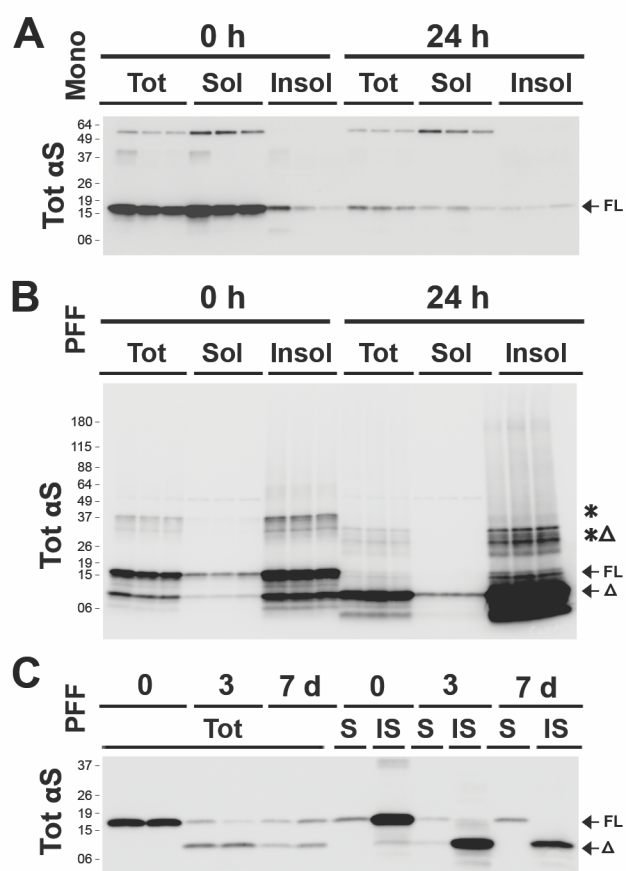 A
Mono
0 h
24 h
Tot Sol Insol Tot Sol Insol
Tot αS
64
49
37
26
19
15
06
FL
B
PFF
0 h
24 h
Tot Sol Insol Tot Sol Insol
Tot αS
180
115
88
64
49
37
26
19
15
06
*
*Δ
FL
Δ
C
PFF
0 3 7 d 0 3 7 d
Tot S IS S IS S IS
Tot αS
37
26
19
15
06
FL
Δ